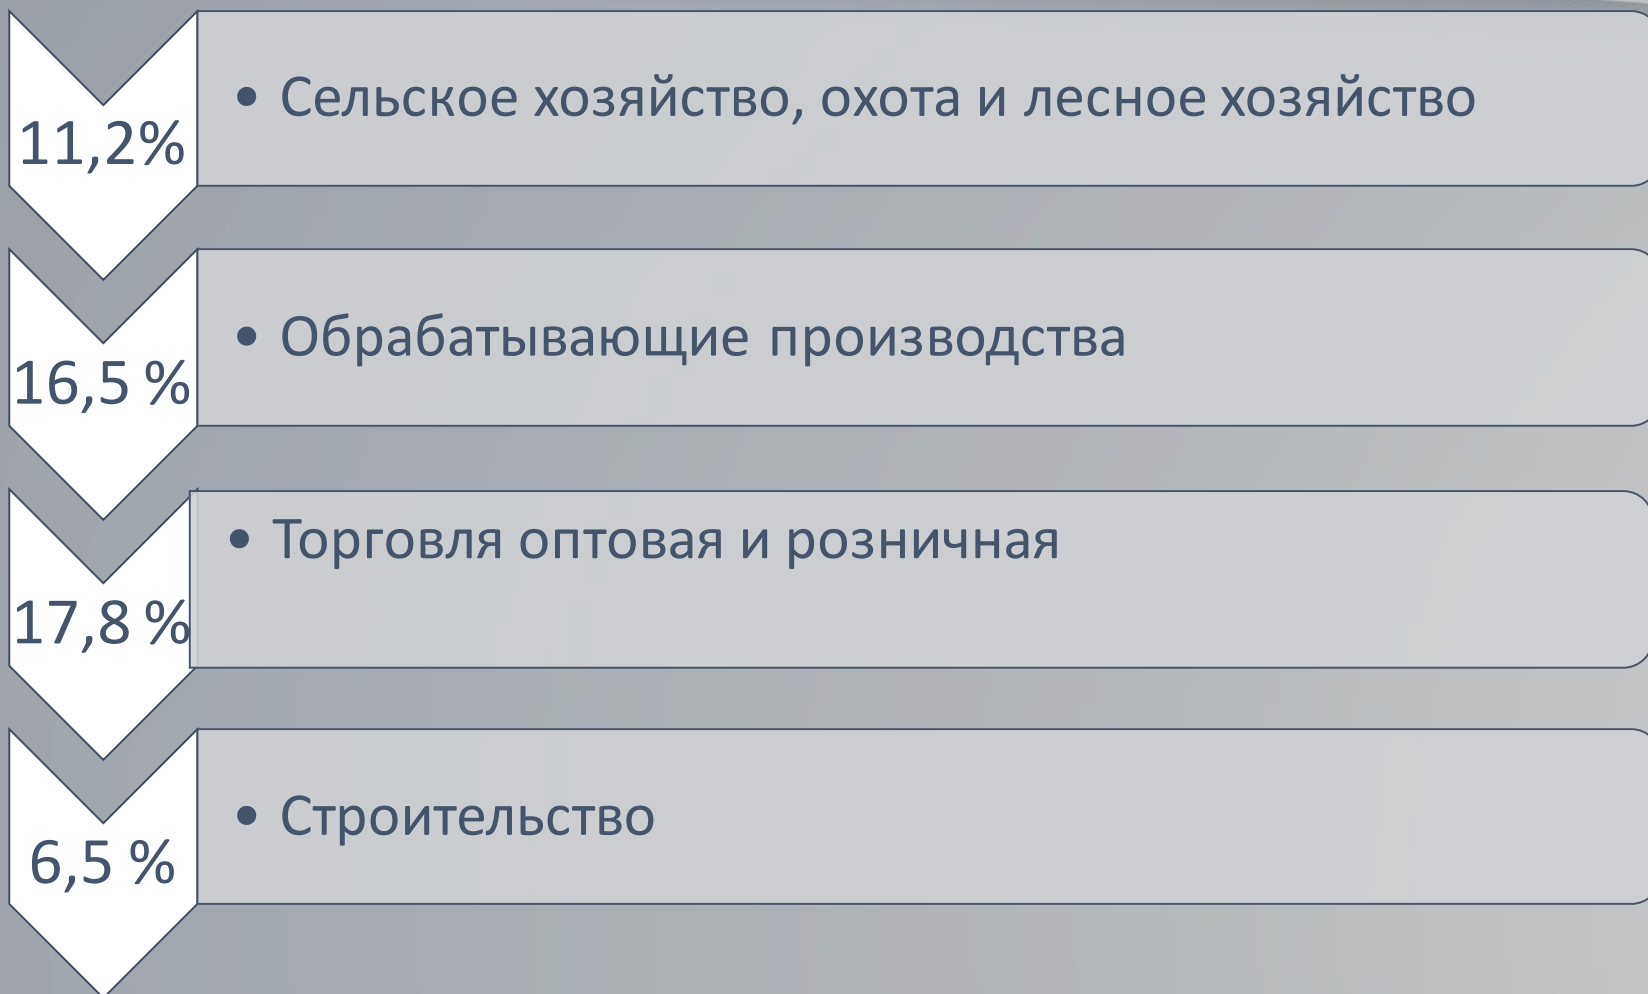 11,2%
• Сельское хозяйство, охота и лесное хозяйство
16,5 %
• Обрабатывающие производства
17,8 %
• Торговля оптовая и розничная
6,5 %
• Строительство